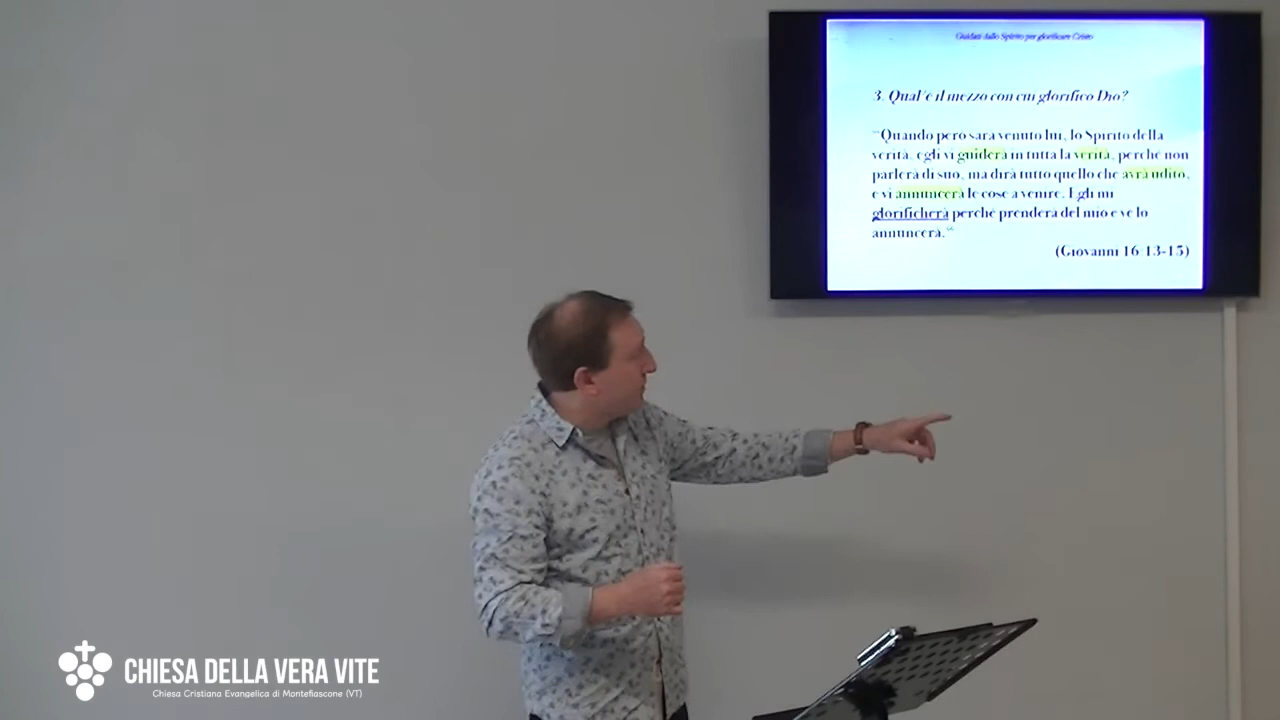 Guidati dallo Spirito per glorificare Cristo
3. Qual'è il mezzo con cui glorifico Dio?
"Quando però sarà venuto lui, lo Spirito della
verità, egli vi guiderà in tutta la verità, perché non
parlerà di suo, ma dirà tutto quello che avrà udito,
e vi annuncerà le cose a venire. Egli mi
glorificherà perché prenderà del mio e ve lo
annuncerà."
(Giovanni 16:13-15)
CHIESA DELLA VERA VITE
Chiesa Cristiana Evangelica di Montefiascone (VT)